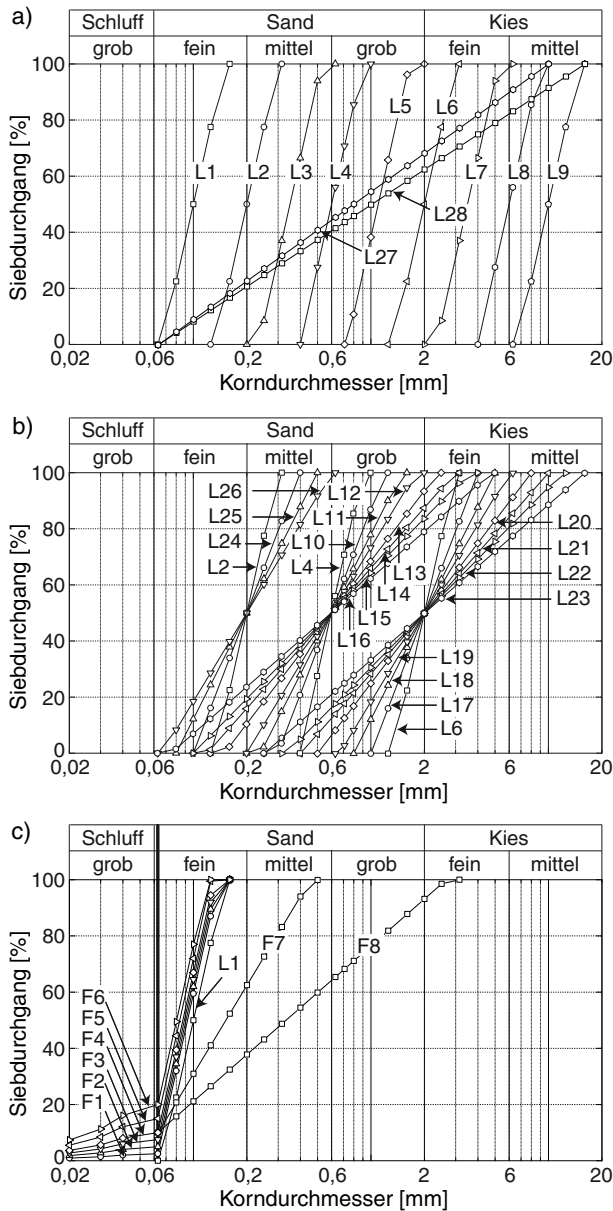 a)
Schluff Sand Kies
grob fein mittel grob fein mittel
Siebdurchgang [%]
100
80
60
40
20
0
L1 L2 L3 L4 L5 L6 L7 L8 L9
L28
L27
0,02 0,06 0,2 0,6 2 6 20
Korndurchmesser [mm]
b)
Schluff Sand Kies
grob fein mittel grob fein mittel
Siebdurchgang [%]
100
80
60
40
20
0
L26
L25
L24
L2
L12
L11
L10
L4
L13
L14
L15
L16
L20
L21
L22
L23
L19
L18
L17
L6
0,02 0,06 0,2 0,6 2 6 20
Korndurchmesser [mm]
c)
Schluff Sand Kies
grob fein mittel grob fein mittel
Siebdurchgang [%]
100
80
60
40
20
0
F6
F5
F4
F3
F2
F1
L1
F7
F8
0,02 0,06 0,2 0,6 2 6 20
Korndurchmesser [mm]